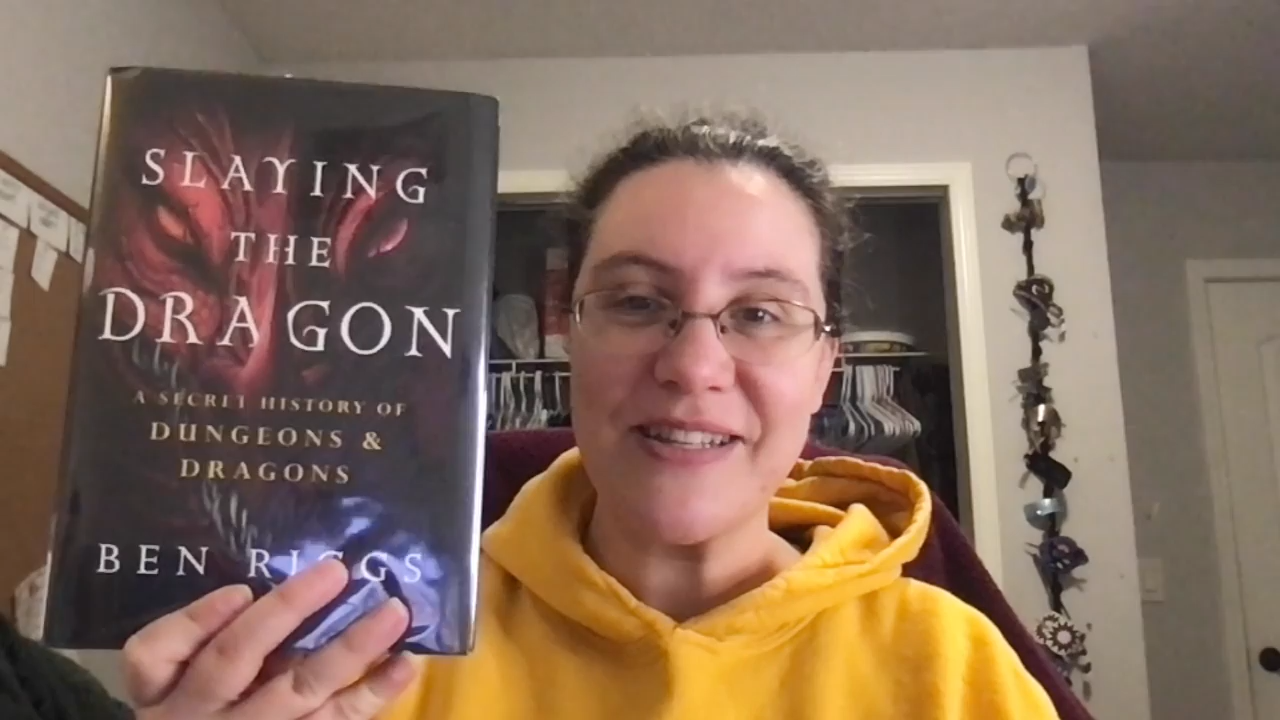 SLAYING
THE
DRAGON
A SECRET HISTORY OF
DUNGEONS &
DRAGONS
BEN RIGGS